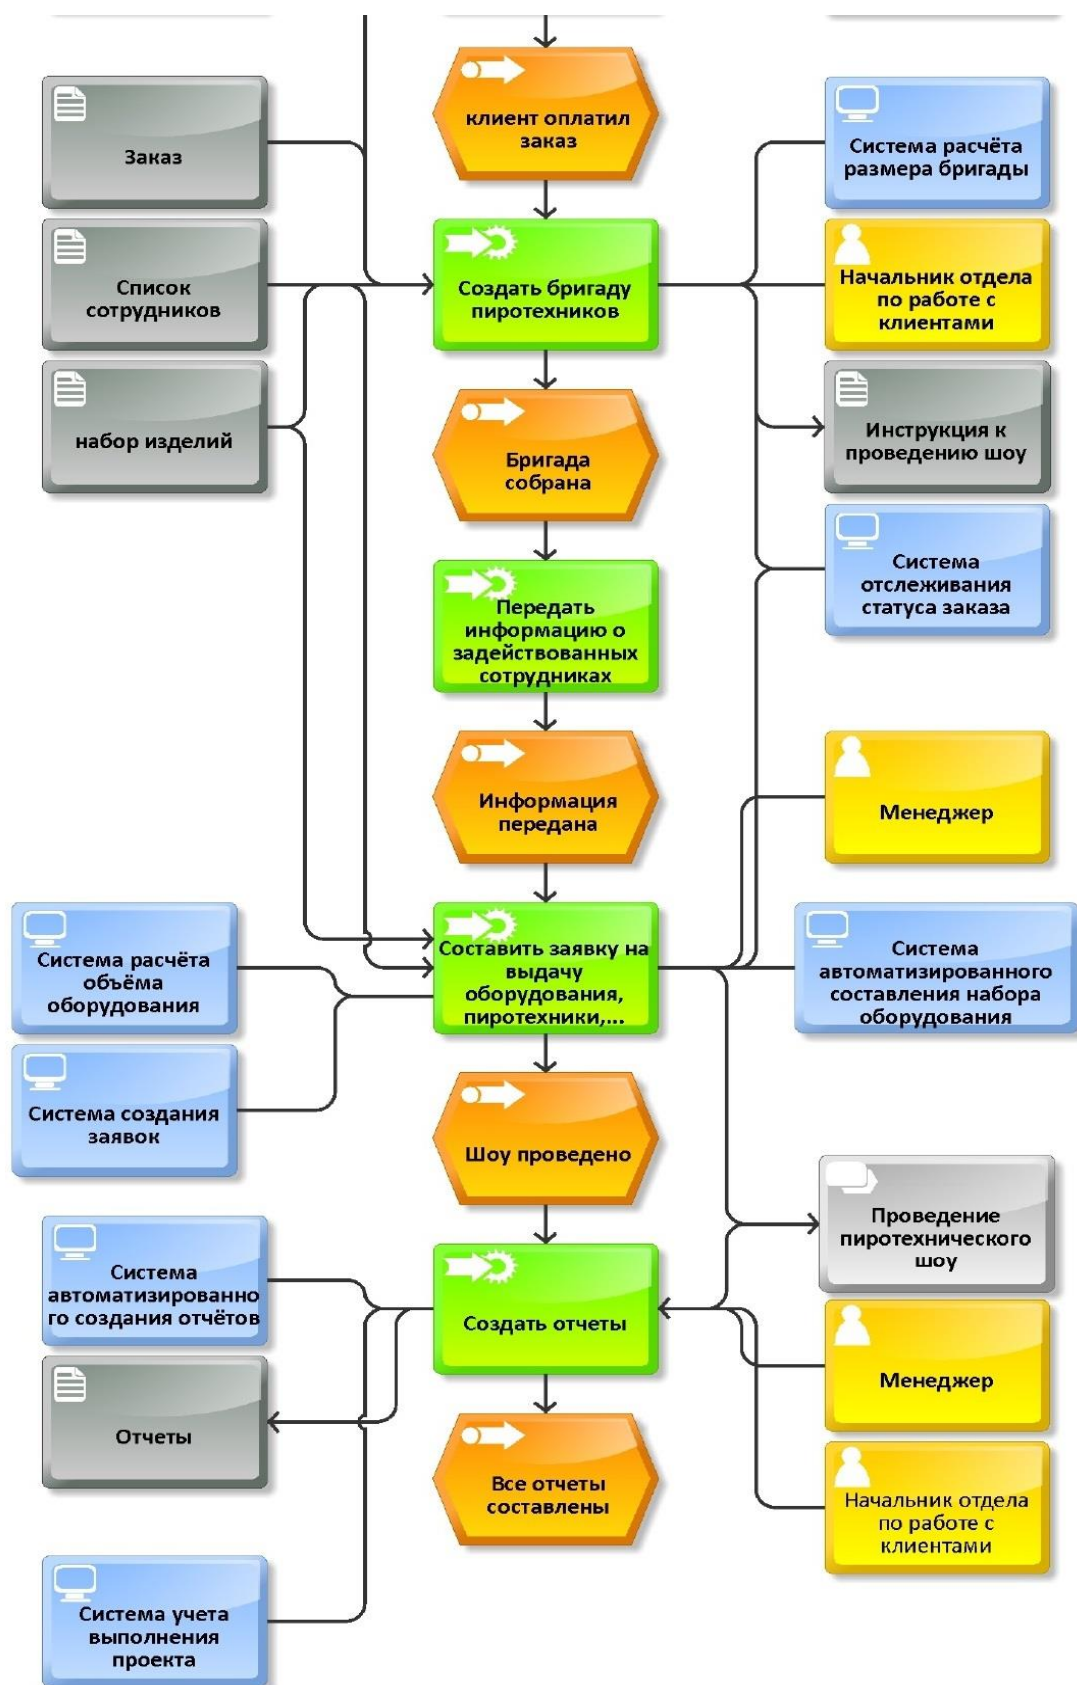 клиент оплатил
заказ
Заказ
Система расчёта
размера бригады
Список
сотрудников
Создать бригаду
пиротехников
Начальник отдела
по работе с
клиентами
набор изделий
Бригада
собрана
Инструкция к
проведению шоу
Система
отслеживания
статуса заказа
Передать
информацию о
задействованных
сотрудниках
Информация
передана
Менеджер
Система расчёта
объёма
оборудования
Составить заявку на
выдачу
оборудования,
пиротехники,...
Система
автоматизированного
составления набора
оборудования
Система создания
заявок
Шоу проведено
Проведение
пиротехнического
шоу
Система
автоматизированно
го создания отчётов
Создать отчеты
Менеджер
Отчеты
Все отчеты
составлены
Начальник отдела
по работе с
клиентами
Система учета
выполнения
проекта